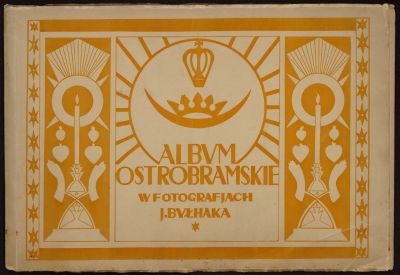 ALBVM
OSTROBRAMSKIE
W FOTOGRAFJACH
J. BVŁHAKA